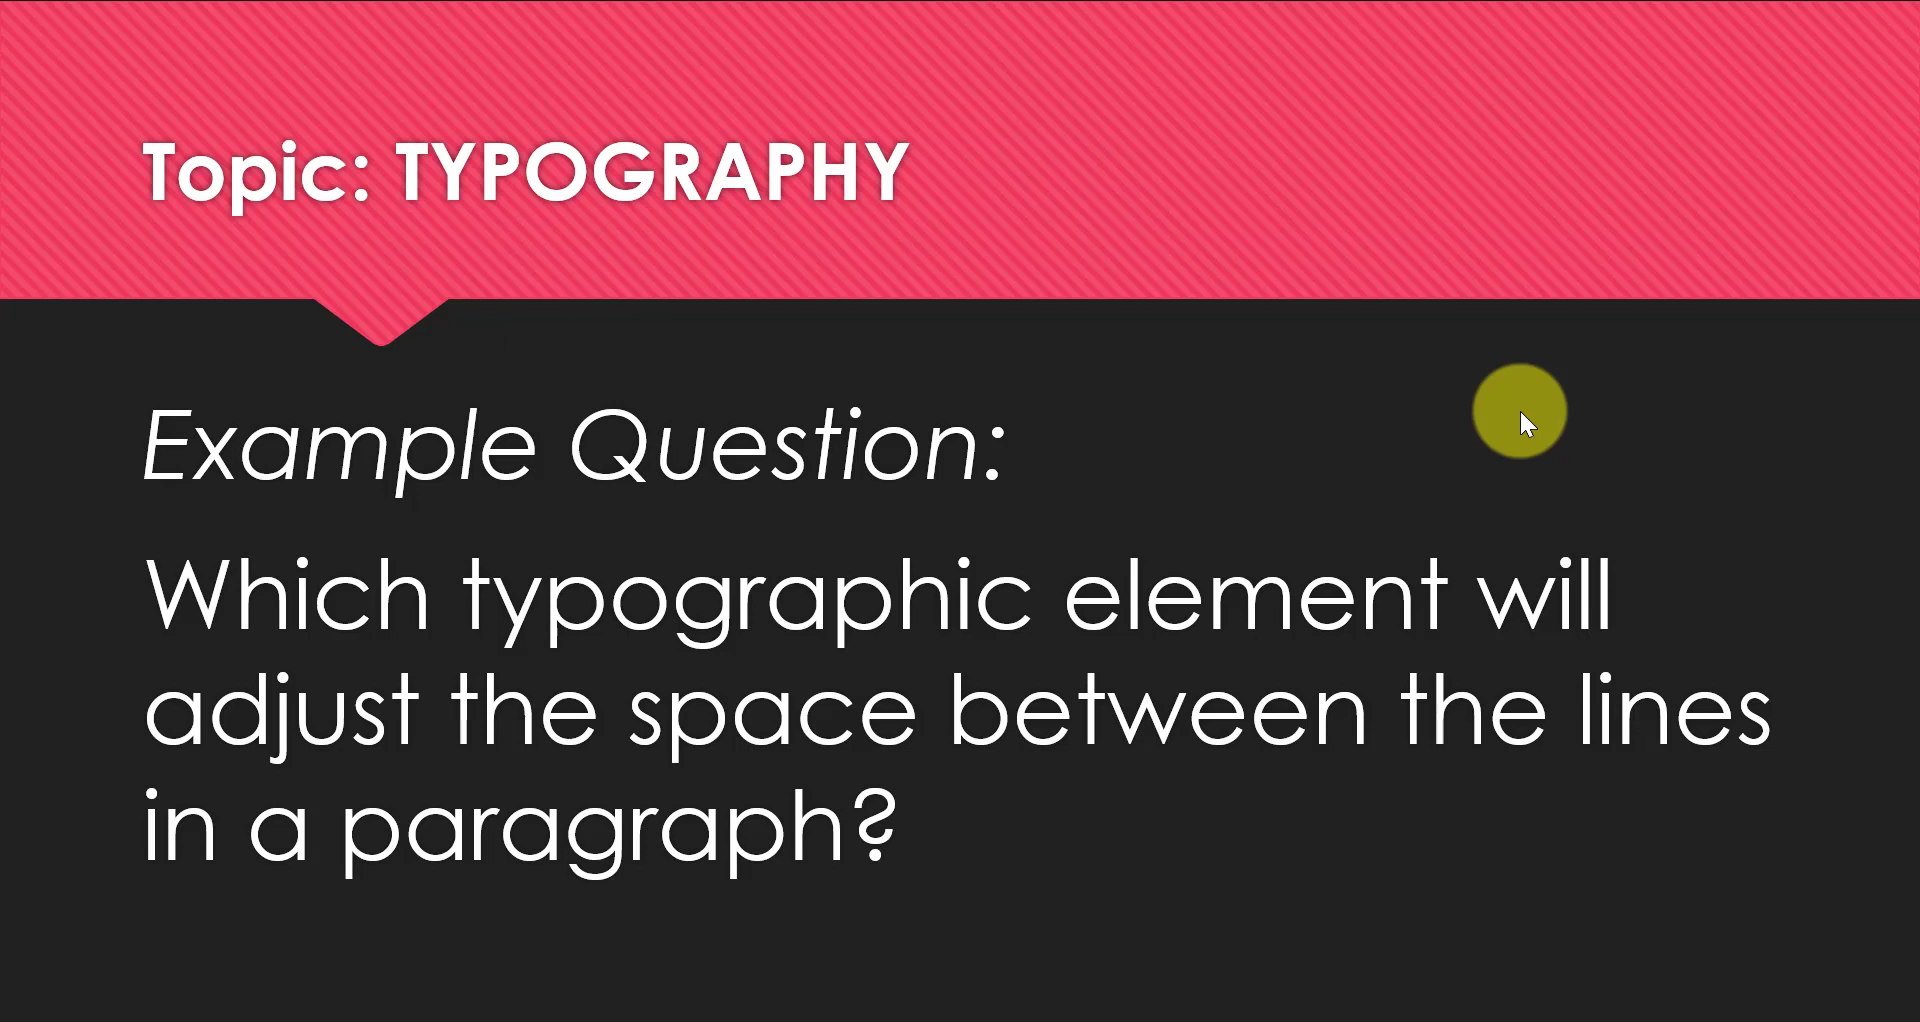 Topic: TYPOGRAPHY
Example Question:
Which typographic element will
adjust the space between the lines
in a paragraph?